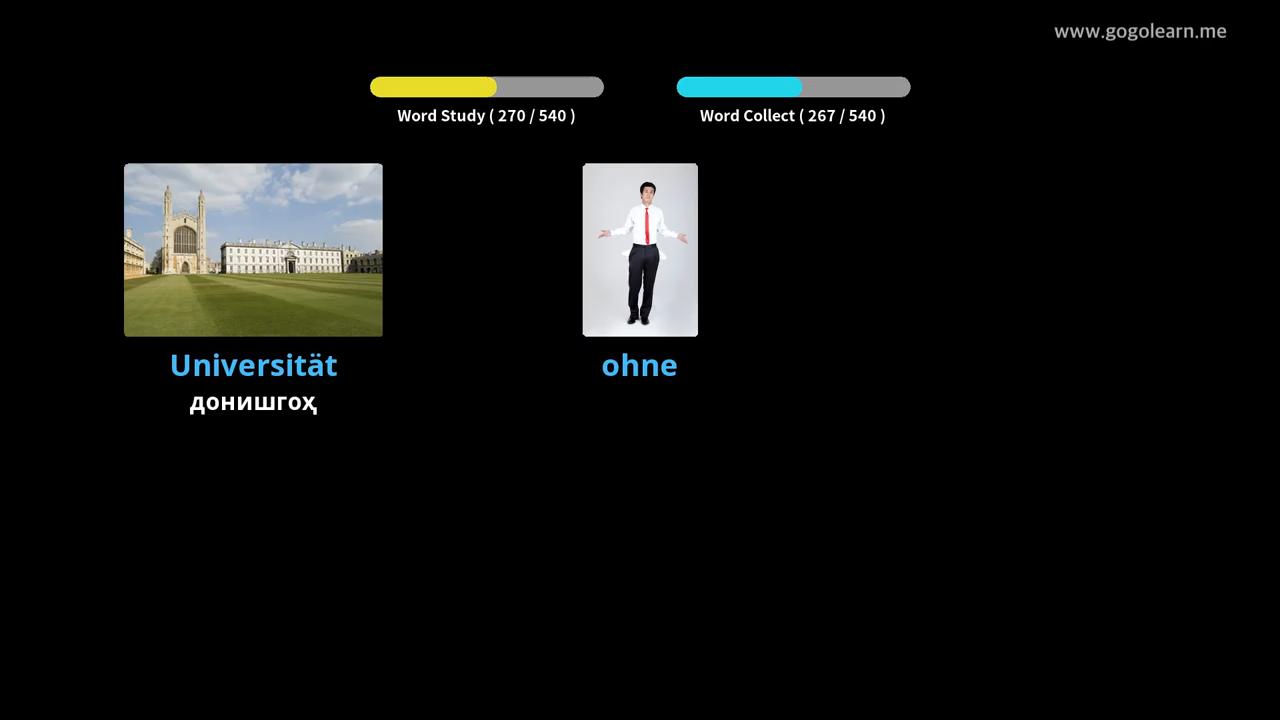 www.gogolearn.me
Word Study ( 270 / 540 )
Word Collect ( 267 / 540 )
Universität
ohne
донишгоҳ